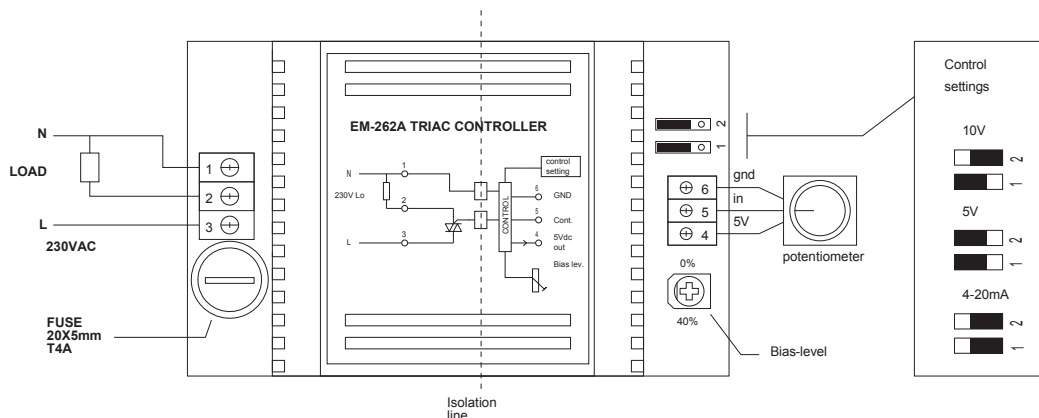 N
LOAD
L
230VAC
1
2
3
FUSE
20X5mm
T4A
EM-262A TRIAC CONTROLLER
N
1
230V Lo
2
L
3
control
setting
CONTROL
6
GND
5
Cont.
4
5Vdc
out
Bias lev.
Isolation
line
2
1
6
5
4
gnd
in
5V
potentiometer
0%
40%
Bias-level
Control
settings
10V
2
1
5V
2
1
4-20mA
2
1